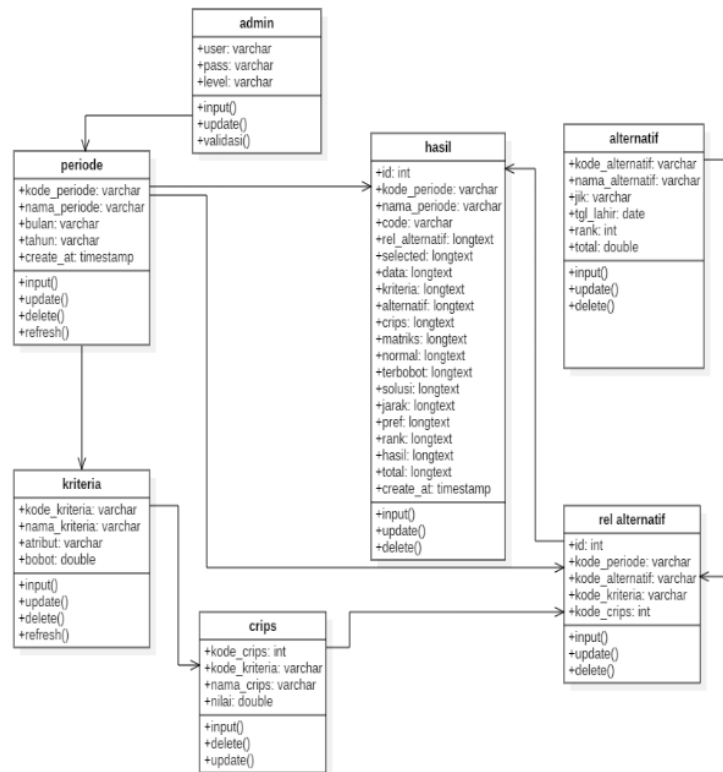 admin
+user: varchar
+pass: varchar
+level: varchar
+input()
+update()
+validasi()
periode
+kode_periode: varchar
+nama_periode: varchar
+bulan: varchar
+tahun: varchar
+create_at: timestamp
+input()
+update()
+delete()
+refresh()
hasil
+id: int
+kode_periode: varchar
+nama_periode: varchar
+code: varchar
+rel_alternatif: longtext
+selected: longtext
+data: longtext
+kriteria: longtext
+alternatif: longtext
+crips: longtext
+matriks: longtext
+normal: longtext
+terbobot: longtext
+solusi: longtext
+jarak: longtext
+pref: longtext
+rank: longtext
+hasil: longtext
+total: longtext
+create_at: timestamp
+input()
+update()
+delete()
alternatif
+kode_alternatif: varchar
+nama_alternatif: varchar
+jik: varchar
+tgl_lahir: date
+rank: int
+total: double
+input()
+update()
+delete()
kriteria
+kode_kriteria: varchar
+nama_kriteria: varchar
+atribut: varchar
+bobot: double
+input()
+update()
+delete()
+refresh()
crips
+kode_crips: int
+kode_kriteria: varchar
+nama_crips: varchar
+nilai: double
+input()
+delete()
+update()
rel alternatif
+id: int
+kode_periode: varchar
+kode_alternatif: varchar
+kode_kriteria: varchar
+kode_crips: int
+input()
+update()
+delete()